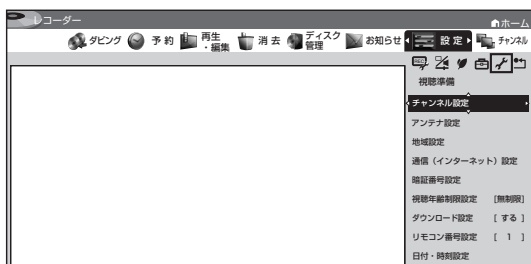 レコーダー
ホーム
ダビング 予約 再生・編集 消去 ディスク管理 お知らせ 設定 チャンネル
視聴準備
チャンネル設定
アンテナ設定
地域設定
通信（インターネット）設定
暗証番号設定
視聴年齢制限設定 [無制限]
ダウンロード設定 [する]
リモコン番号設定 [1]
日付・時刻設定